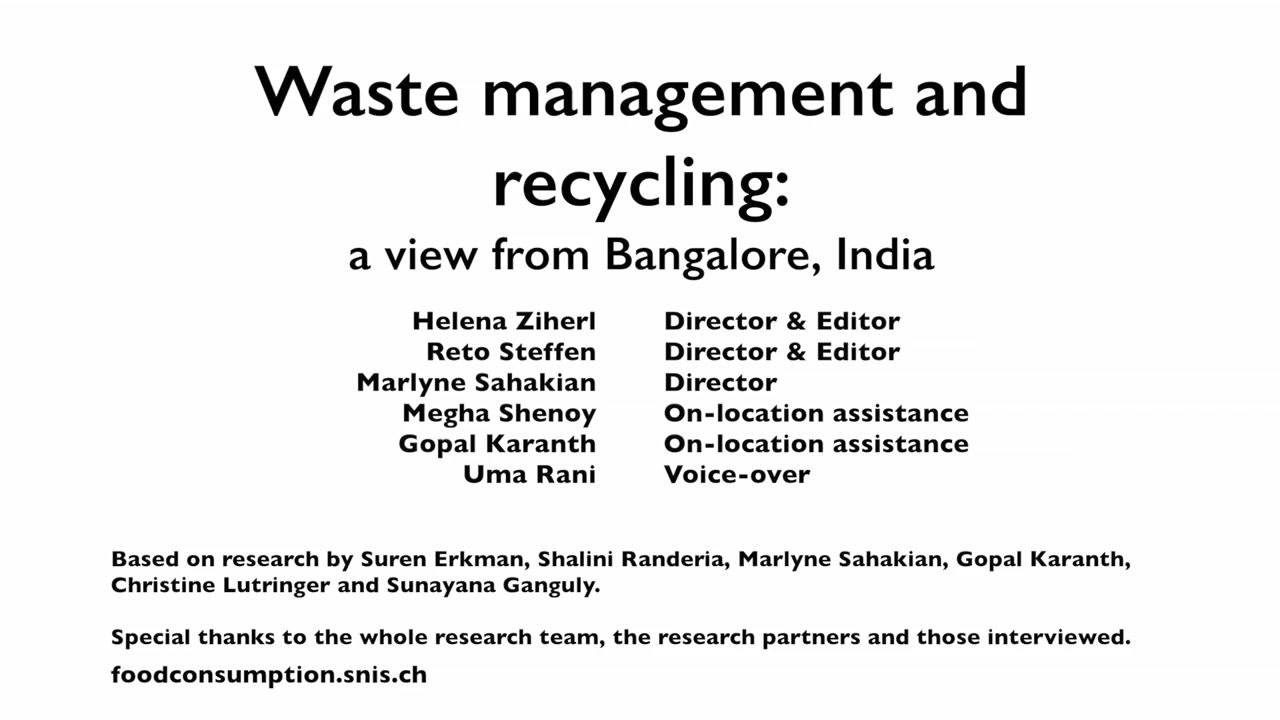 Waste management and
recycling:
a view from Bangalore, India
Helena Ziherl Director & Editor
Reto Steffen Director & Editor
Marlyne Sahakian Director
Megha Shenoy On-location assistance
Gopal Karanth On-location assistance
Uma Rani Voice-over
Based on research by Suren Erkman, Shalini Randeria, Marlyne Sahakian, Gopal Karanth,
Christine Lutringer and Sunayana Ganguly.
Special thanks to the whole research team, the research partners and those interviewed.
foodconsumption.snis.ch